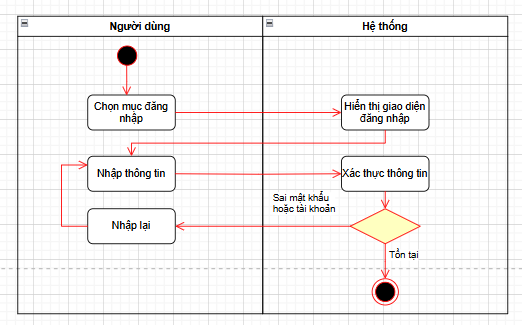 Người dùng
Hệ thống
Chọn mục đăng
nhập
Hiển thị giao diện
đăng nhập
Nhập thông tin
Xác thực thông tin
Sai mật khẩu
hoặc tài khoản
Nhập lại
Tồn tại